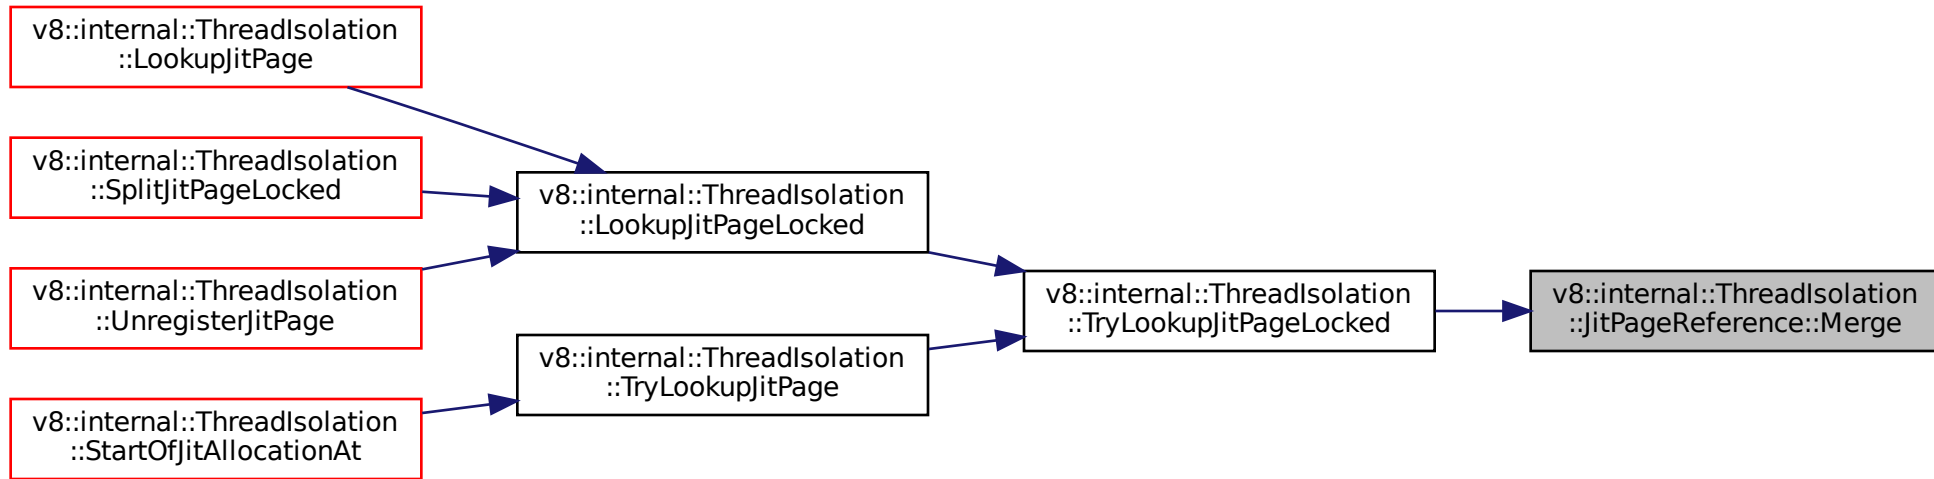 v8::internal::ThreadIsolation
::LookupJitPage
v8::internal::ThreadIsolation
::SplitJitPageLocked
v8::internal::ThreadIsolation
::UnregisterJitPage
v8::internal::ThreadIsolation
::StartOfJitAllocationAt
v8::internal::ThreadIsolation
::LookupJitPageLocked
v8::internal::ThreadIsolation
::TryLookupJitPage
v8::internal::ThreadIsolation
::TryLookupJitPageLocked
v8::internal::ThreadIsolation
::JitPageReference::Merge